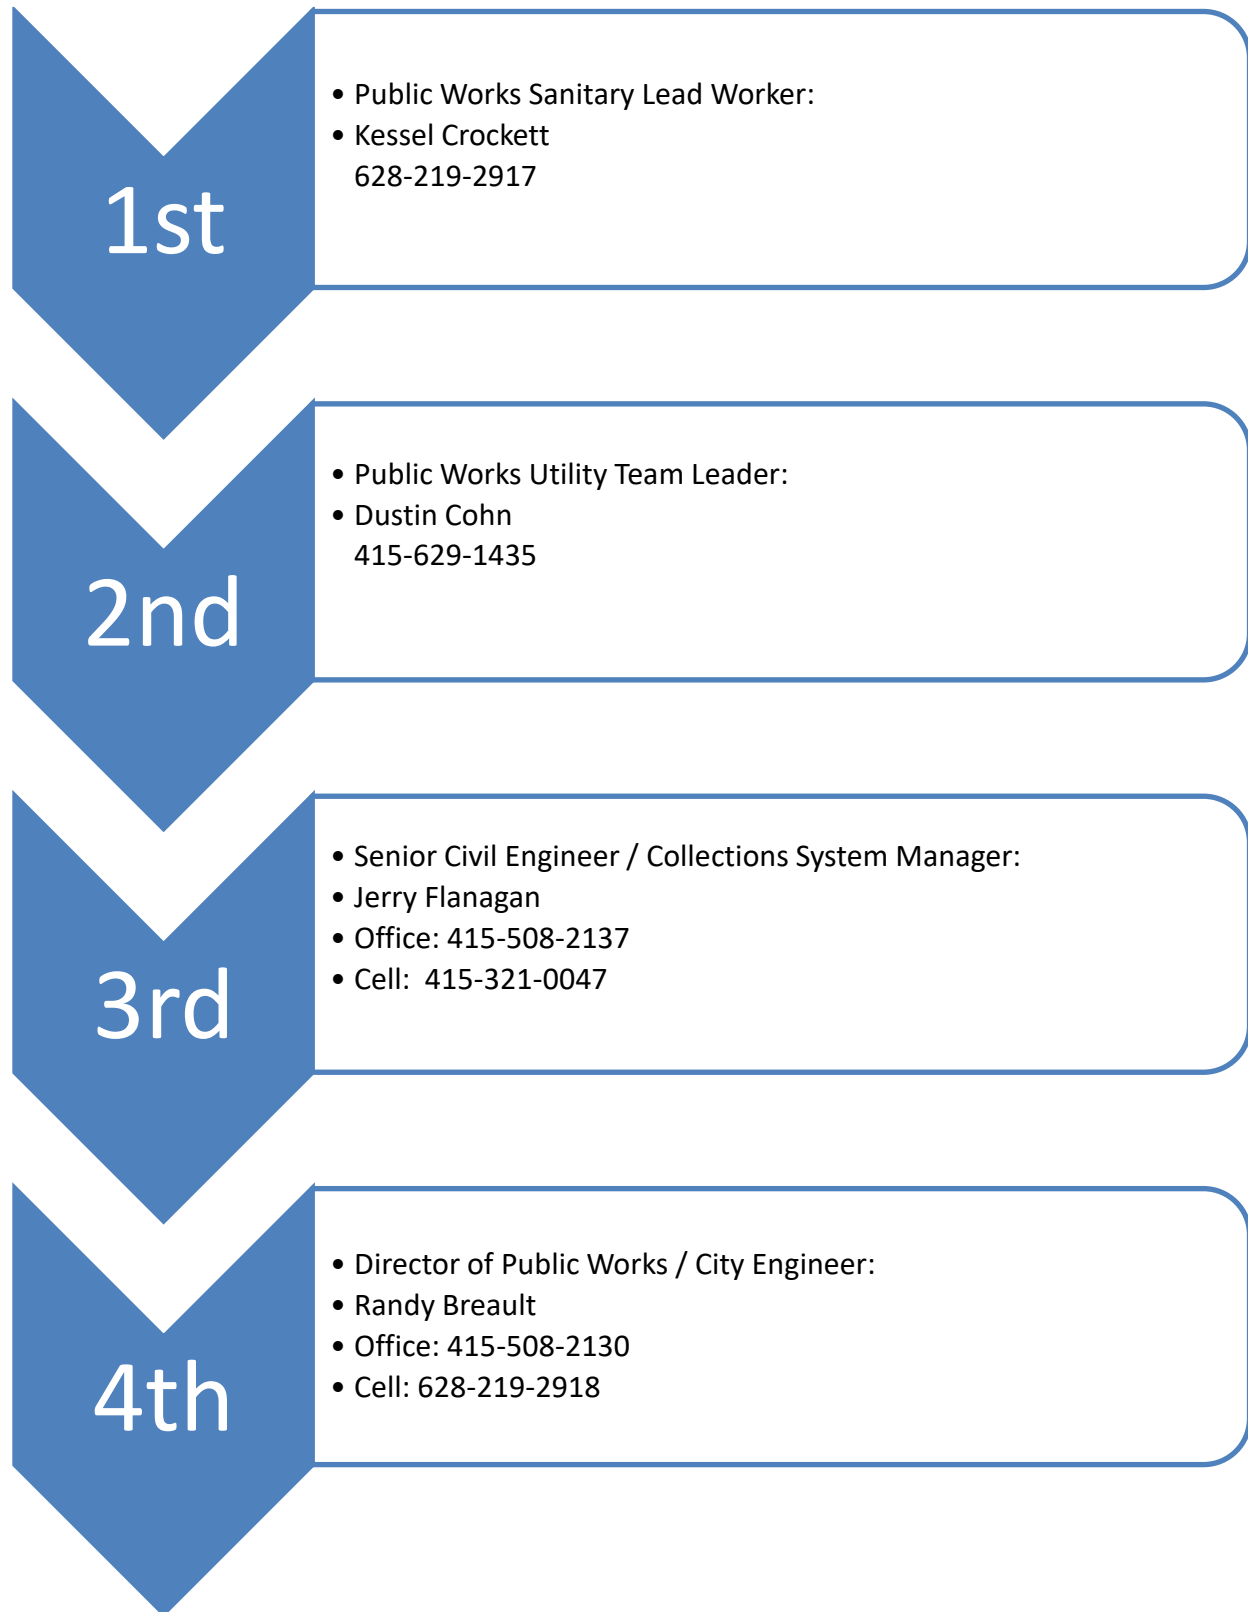 1st
• Public Works Sanitary Lead Worker:
• Kessel Crockett
628-219-2917
2nd
• Public Works Utility Team Leader:
• Dustin Cohn
415-629-1435
3rd
• Senior Civil Engineer / Collections System Manager:
• Jerry Flanagan
• Office: 415-508-2137
• Cell:  415-321-0047
4th
• Director of Public Works / City Engineer:
• Randy Breault
• Office: 415-508-2130
• Cell: 628-219-2918